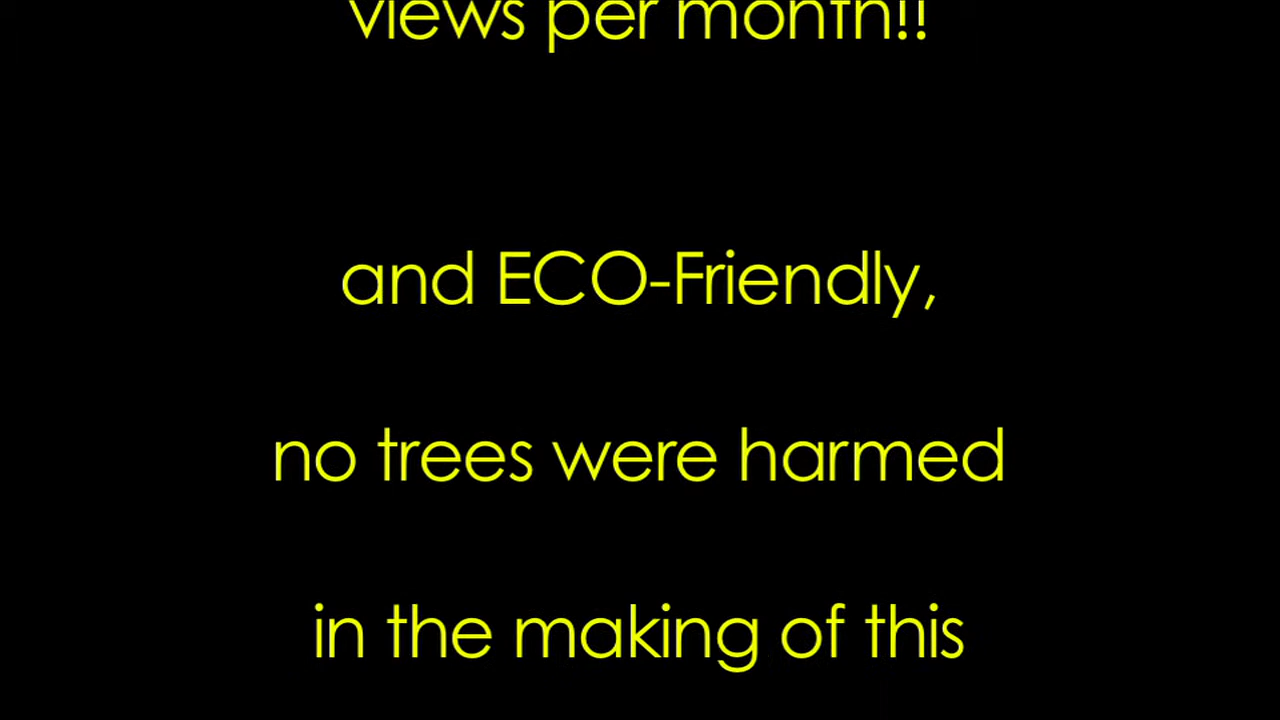 views per month!!
and ECO-Friendly,
no trees were harmed
in the making of this